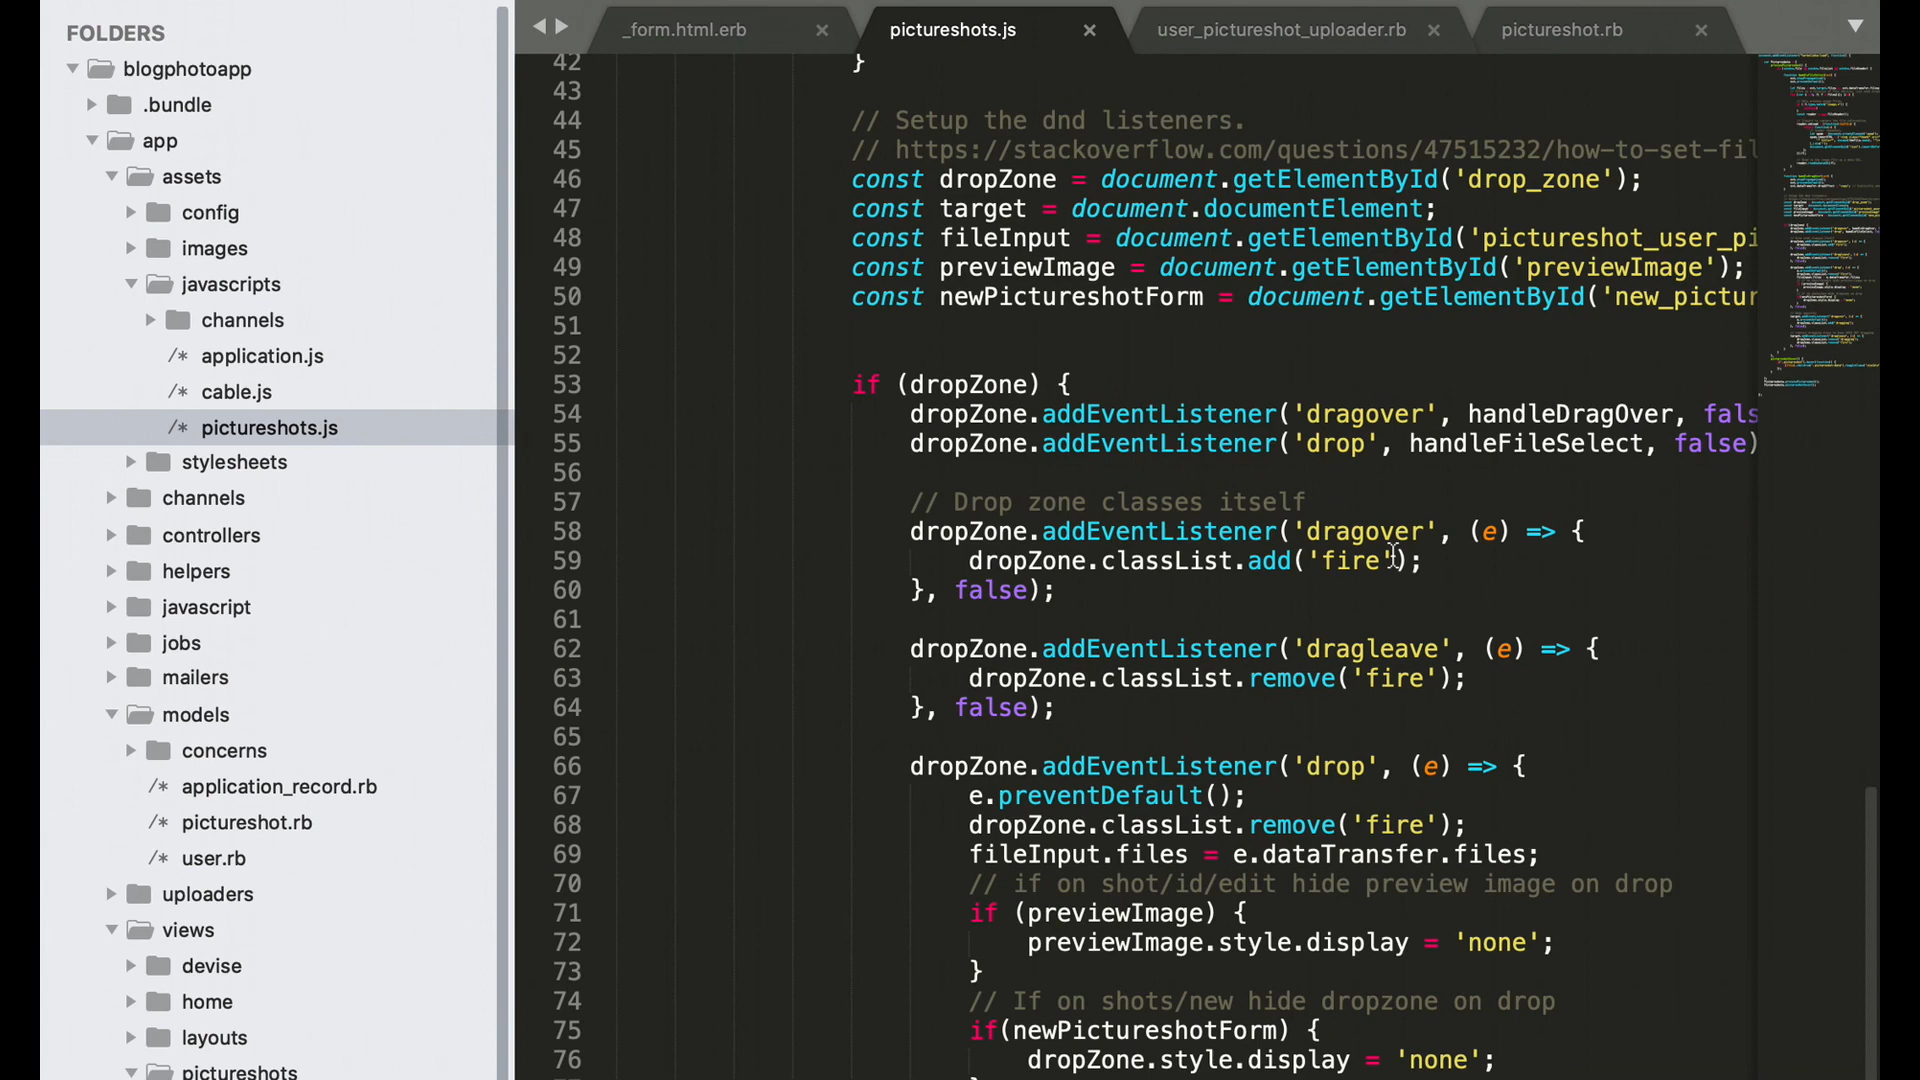 FOLDERS
blogphotoapp
.bundle
app
assets
config
images
javascripts
channels
/* application.js
/* cable.js
/* pictureshots.js
stylesheets
channels
controllers
helpers
javascript
jobs
mailers
models
concerns
/* application_record.rb
/* pictureshot.rb
/* user.rb
uploaders
views
devise
home
layouts
pictureshots
_form.html.erb × pictureshots.js × user_pictureshot_uploader.rb × pictureshot.rb ×
42 }
43
44 // Setup the dnd listeners.
45 // https://stackoverflow.com/questions/47515232/how-to-set-fil
46 const dropZone = document.getElementById('drop_zone');
47 const target = document.documentElement;
48 const fileInput = document.getElementById('pictureshot_user_pi
49 const previewImage = document.getElementById('previewImage');
50 const newPictureshotForm = document.getElementById('new_pictur
51
52
53 if (dropZone) {
54 dropZone.addEventListener('dragover', handleDragOver, fals
55 dropZone.addEventListener('drop', handleFileSelect, false)
56
57 // Drop zone classes itself
58 dropZone.addEventListener('dragover', (e) => {
59 dropZone.classList.add('fire');
60 }, false);
61
62 dropZone.addEventListener('dragleave', (e) => {
63 dropZone.classList.remove('fire');
64 }, false);
65
66 dropZone.addEventListener('drop', (e) => {
67 e.preventDefault();
68 dropZone.classList.remove('fire');
69 fileInput.files = e.dataTransfer.files;
70 // if on shot/id/edit hide preview image on drop
71 if (previewImage) {
72 previewImage.style.display = 'none';
73 }
74 // If on shots/new hide dropzone on drop
75 if(newPictureshotForm) {
76 dropZone.style.display = 'none';